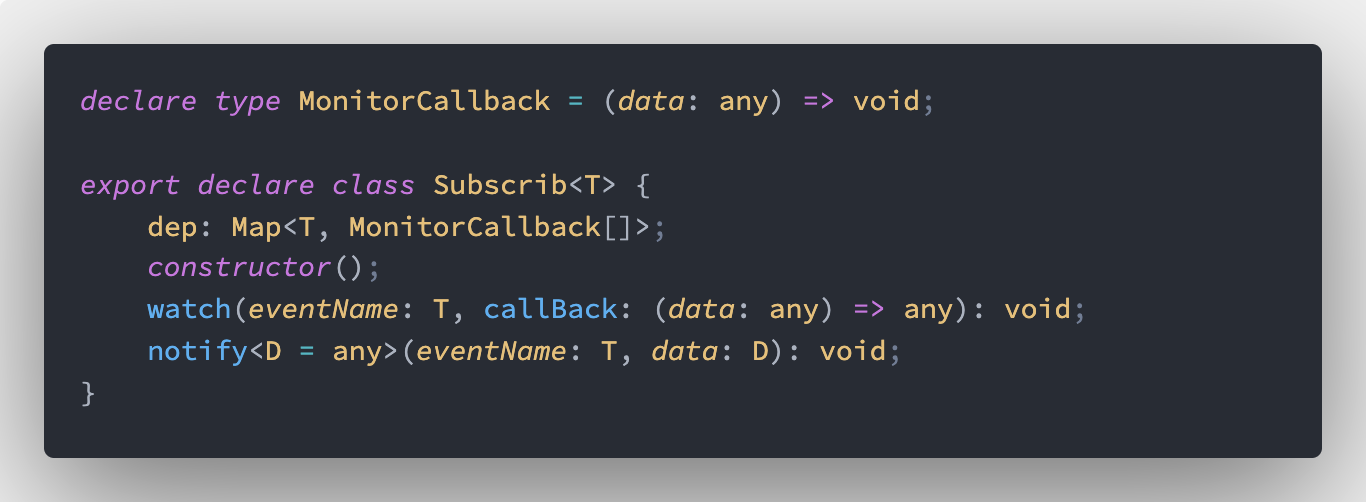 declare type MonitorCallback = (data: any) => void;
export declare class Subscrib<T> {
dep: Map<T, MonitorCallback[]>;
constructor();
watch(eventName: T, callBack: (data: any) => any): void;
notify<D = any>(eventName: T, data: D): void;
}